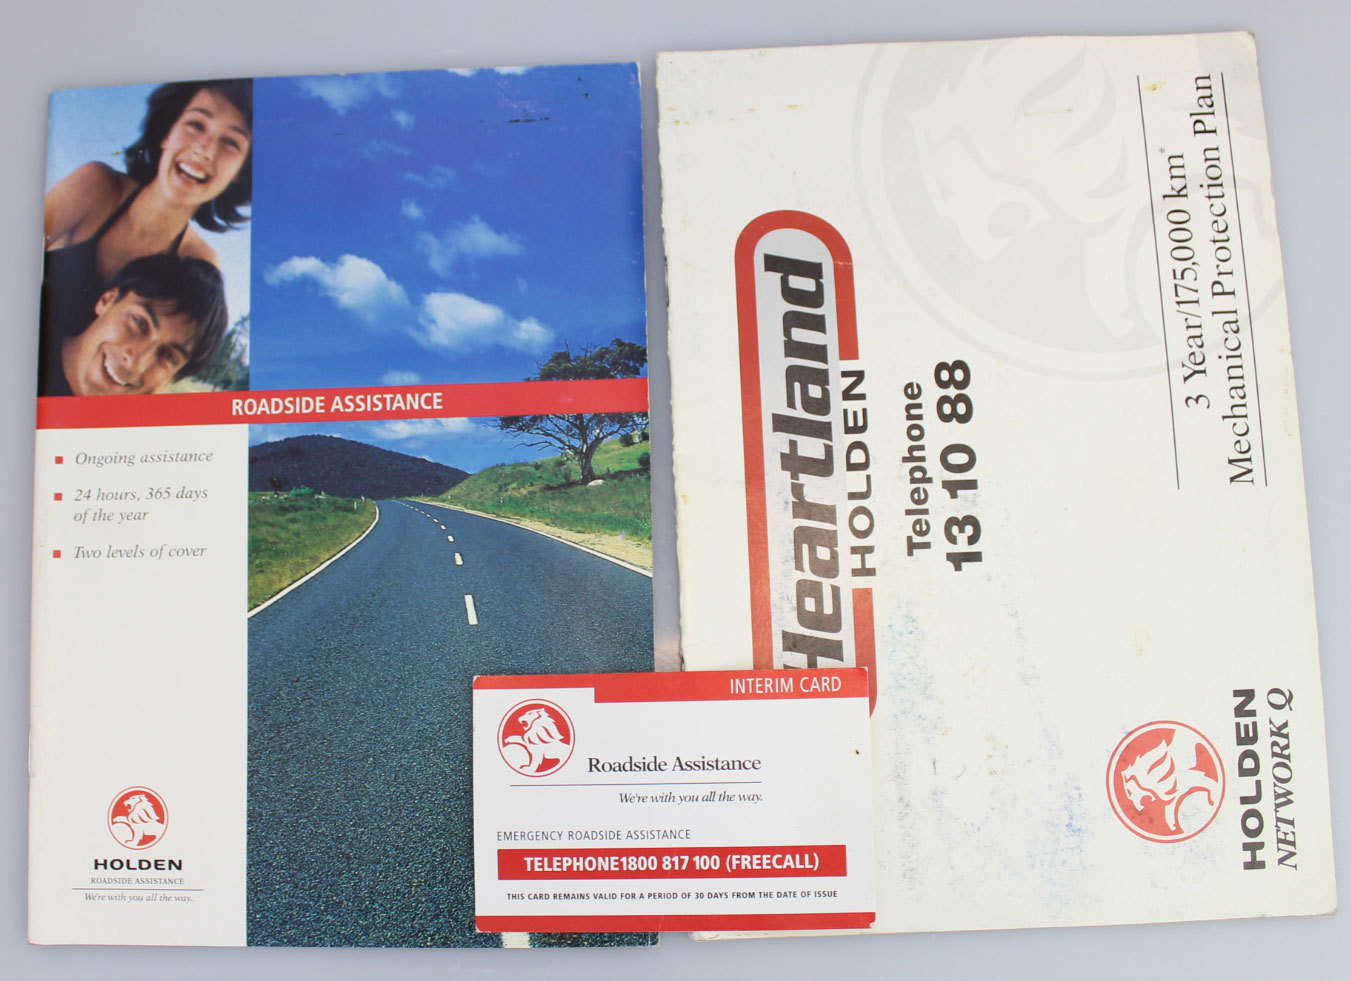 ROADSIDE ASSISTANCE
Ongoing assistance
24 hours, 365 days
of the year
Two levels of cover
HOLDEN
ROADSIDE ASSISTANCE
We're with you all the way.
3 Year/175,000 km*
Mechanical Protection Plan
Heartland
HOLDEN
Telephone
13 10 88
HOLDEN
NETWORK Q
INTERIM CARD
Roadside Assistance
We're with you all the way.
EMERGENCY ROADSIDE ASSISTANCE
TELEPHONE1800 817 100 (FREECALL)
THIS CARD REMAINS VALID FOR A PERIOD OF 30 DAYS FROM THE DATE OF ISSUE